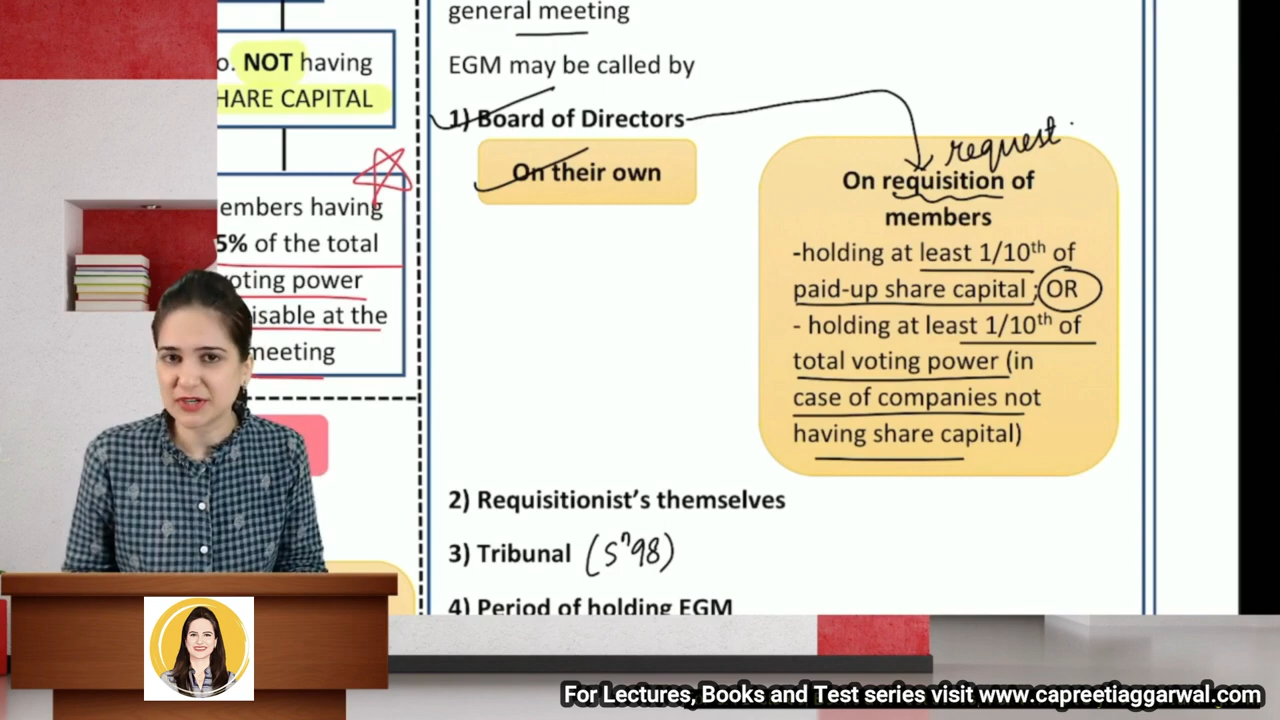 o. NOT having
HARE CAPITAL
embers having
5% of the total
oting power
isable at the
meeting
general meeting
EGM may be called by
1) Board of Directors
On their own
request
On requisition of
members
-holding at least 1/10th of
paid-up share capital ; OR
- holding at least 1/10th of
total voting power (in
case of companies not
having share capital)
2) Requisitionist’s themselves
3) Tribunal (Sⁿ98)
4) Period of holding EGM
For Lectures, Books and Test series visit www.capreetiaggarwal.com